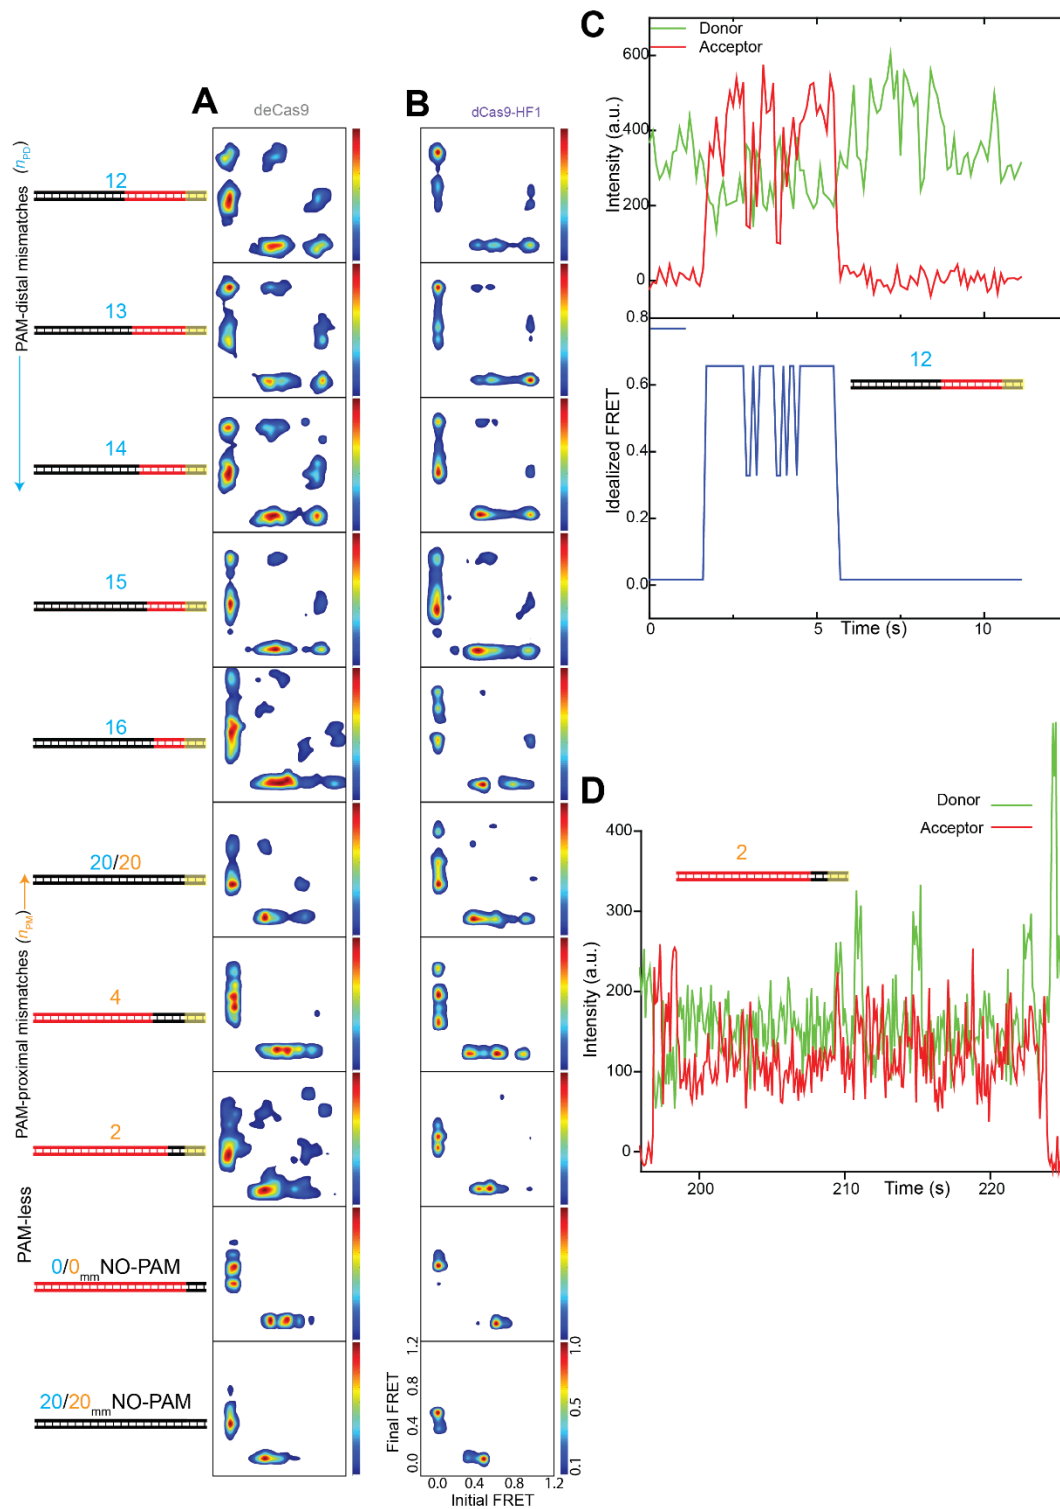 A
deCas9
B
dCas9-HF1
PAM-distal mismatches (nPD)
12
13
14
15
16
20/20
PAM-proximal mismatches (nPM)
4
2
PAM-less
0/0mmNO-PAM
20/20mmNO-PAM
1.2
0.8
0.4
0.0
Final FRET
1.0
0.5
0.1
0.0 0.4 0.8 1.2
Initial FRET
C
Donor
Acceptor
600
400
200
0
Intensity (a.u.)
0.8
0.6
0.4
0.2
0.0
Idealized FRET
12
0 5 10
Time (s)
D
Donor
Acceptor
2
400
300
200
100
0
Intensity (a.u.)
200 210 220
Time (s)